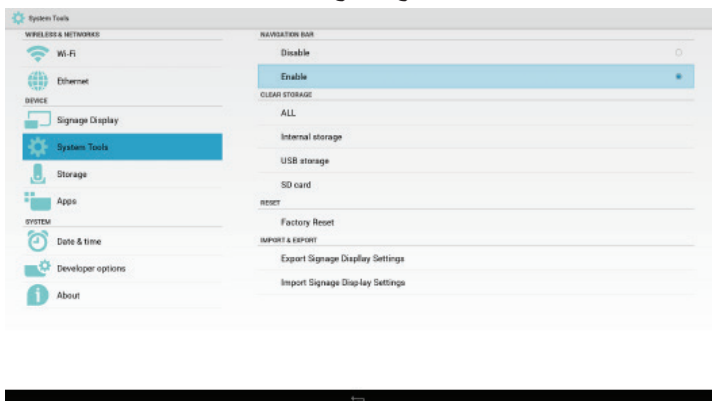 System Tools
WIRELESS & NETWORKS
Wi-Fi
Ethernet
DEVICE
Signage Display
System Tools
Storage
Apps
SYSTEM
Date & time
Developer options
About
NAVIGATION BAR
Disable
Enable
CLEAR STORAGE
ALL
Internal storage
USB storage
SD card
RESET
Factory Reset
IMPORT & EXPORT
Export Signage Display Settings
Import Signage Display Settings